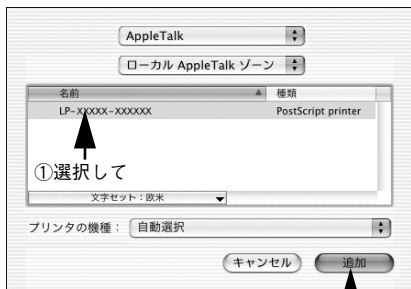 AppleTalk
ローカル AppleTalk ゾーン
名前 種類
LP-XXXXX-XXXXXX PostScript printer
①選択して
文字セット：欧米
プリンタの機種： 自動選択
キャンセル 追加